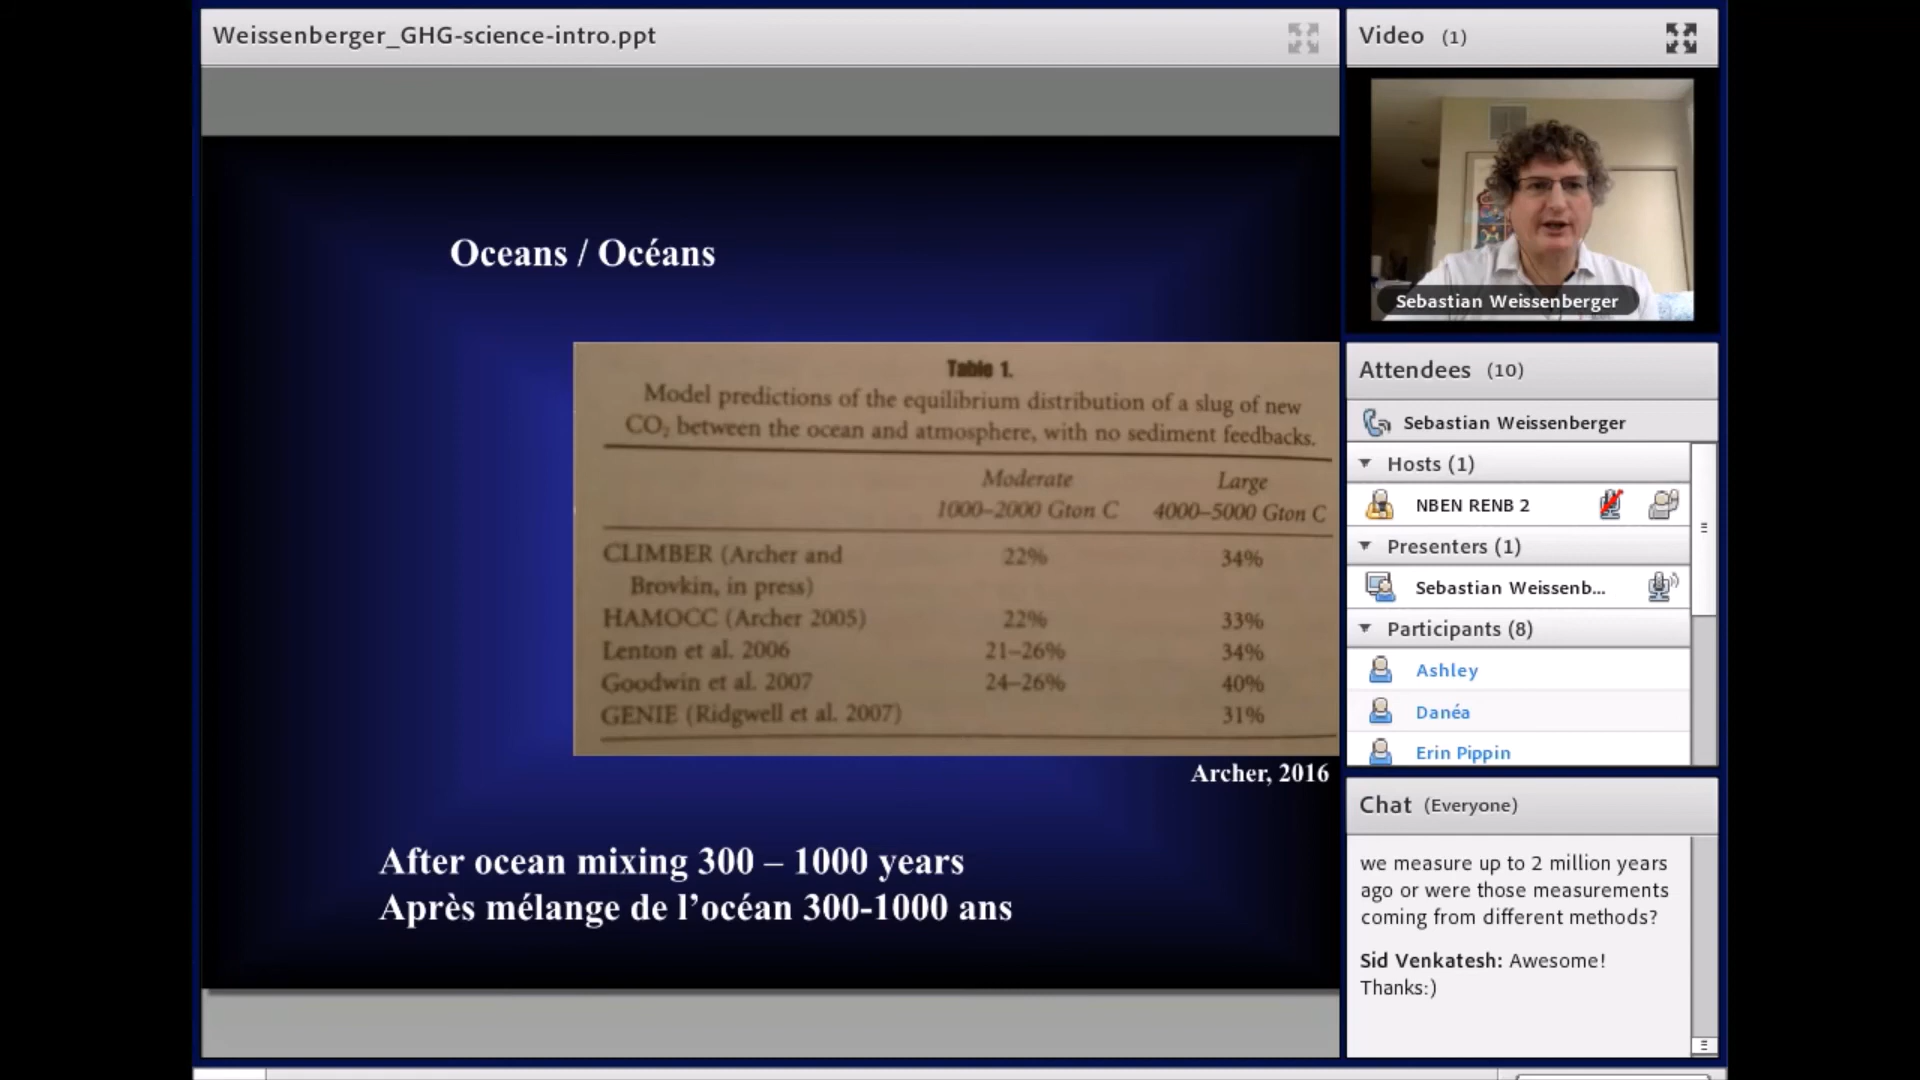 Weissenberger_GHG-science-intro.ppt
Oceans / Océans
Table 1.
Model predictions of the equilibrium distribution of a slug of new
CO₂ between the ocean and atmosphere, with no sediment feedbacks.
Moderate Large
1000–2000 Gton C 4000–5000 Gton C
CLIMBER (Archer and 22% 34%
Brovkin, in press)
HAMOCC (Archer 2005) 22% 33%
Lenton et al. 2006 21–26% 34%
Goodwin et al. 2007 24–26% 40%
GENIE (Ridgwell et al. 2007) 31%
Archer, 2016
After ocean mixing 300 – 1000 years
Après mélange de l’océan 300-1000 ans
Video (1)
Sebastian Weissenberger
Attendees (10)
Sebastian Weissenberger
Hosts (1)
NBEN RENB 2
Presenters (1)
Sebastian Weissenb...
Participants (8)
Ashley
Danéa
Erin Pippin
Chat (Everyone)
we measure up to 2 million years
ago or were those measurements
coming from different methods?
Sid Venkatesh: Awesome!
Thanks:)